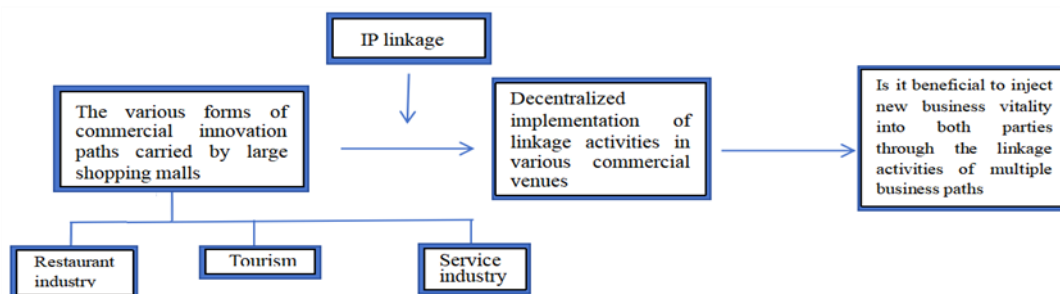 IP linkage
The various forms of
commercial innovation
paths carried by large
shopping malls
Decentralized
implementation of
linkage activities in
various commercial
venues
Is it beneficial to inject
new business vitality
into both parties
through the linkage
activities of multiple
business paths
Restaurant
industry
Tourism
Service
industry